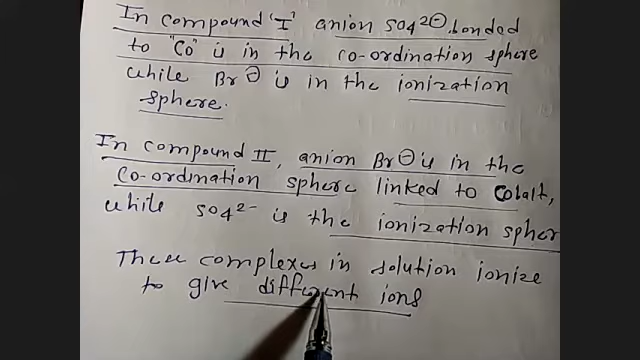 In compound 'I' anion SO4 2⊖ bonded
to "Co" is in the co-ordination sphere
while Br⊖ is in the ionization
sphere.
In compound II, anion Br⊖ is in the
co-ordination sphere linked to Cobalt,
while SO4 2- is the ionization spher
These complexes in solution ionize
to give different ions